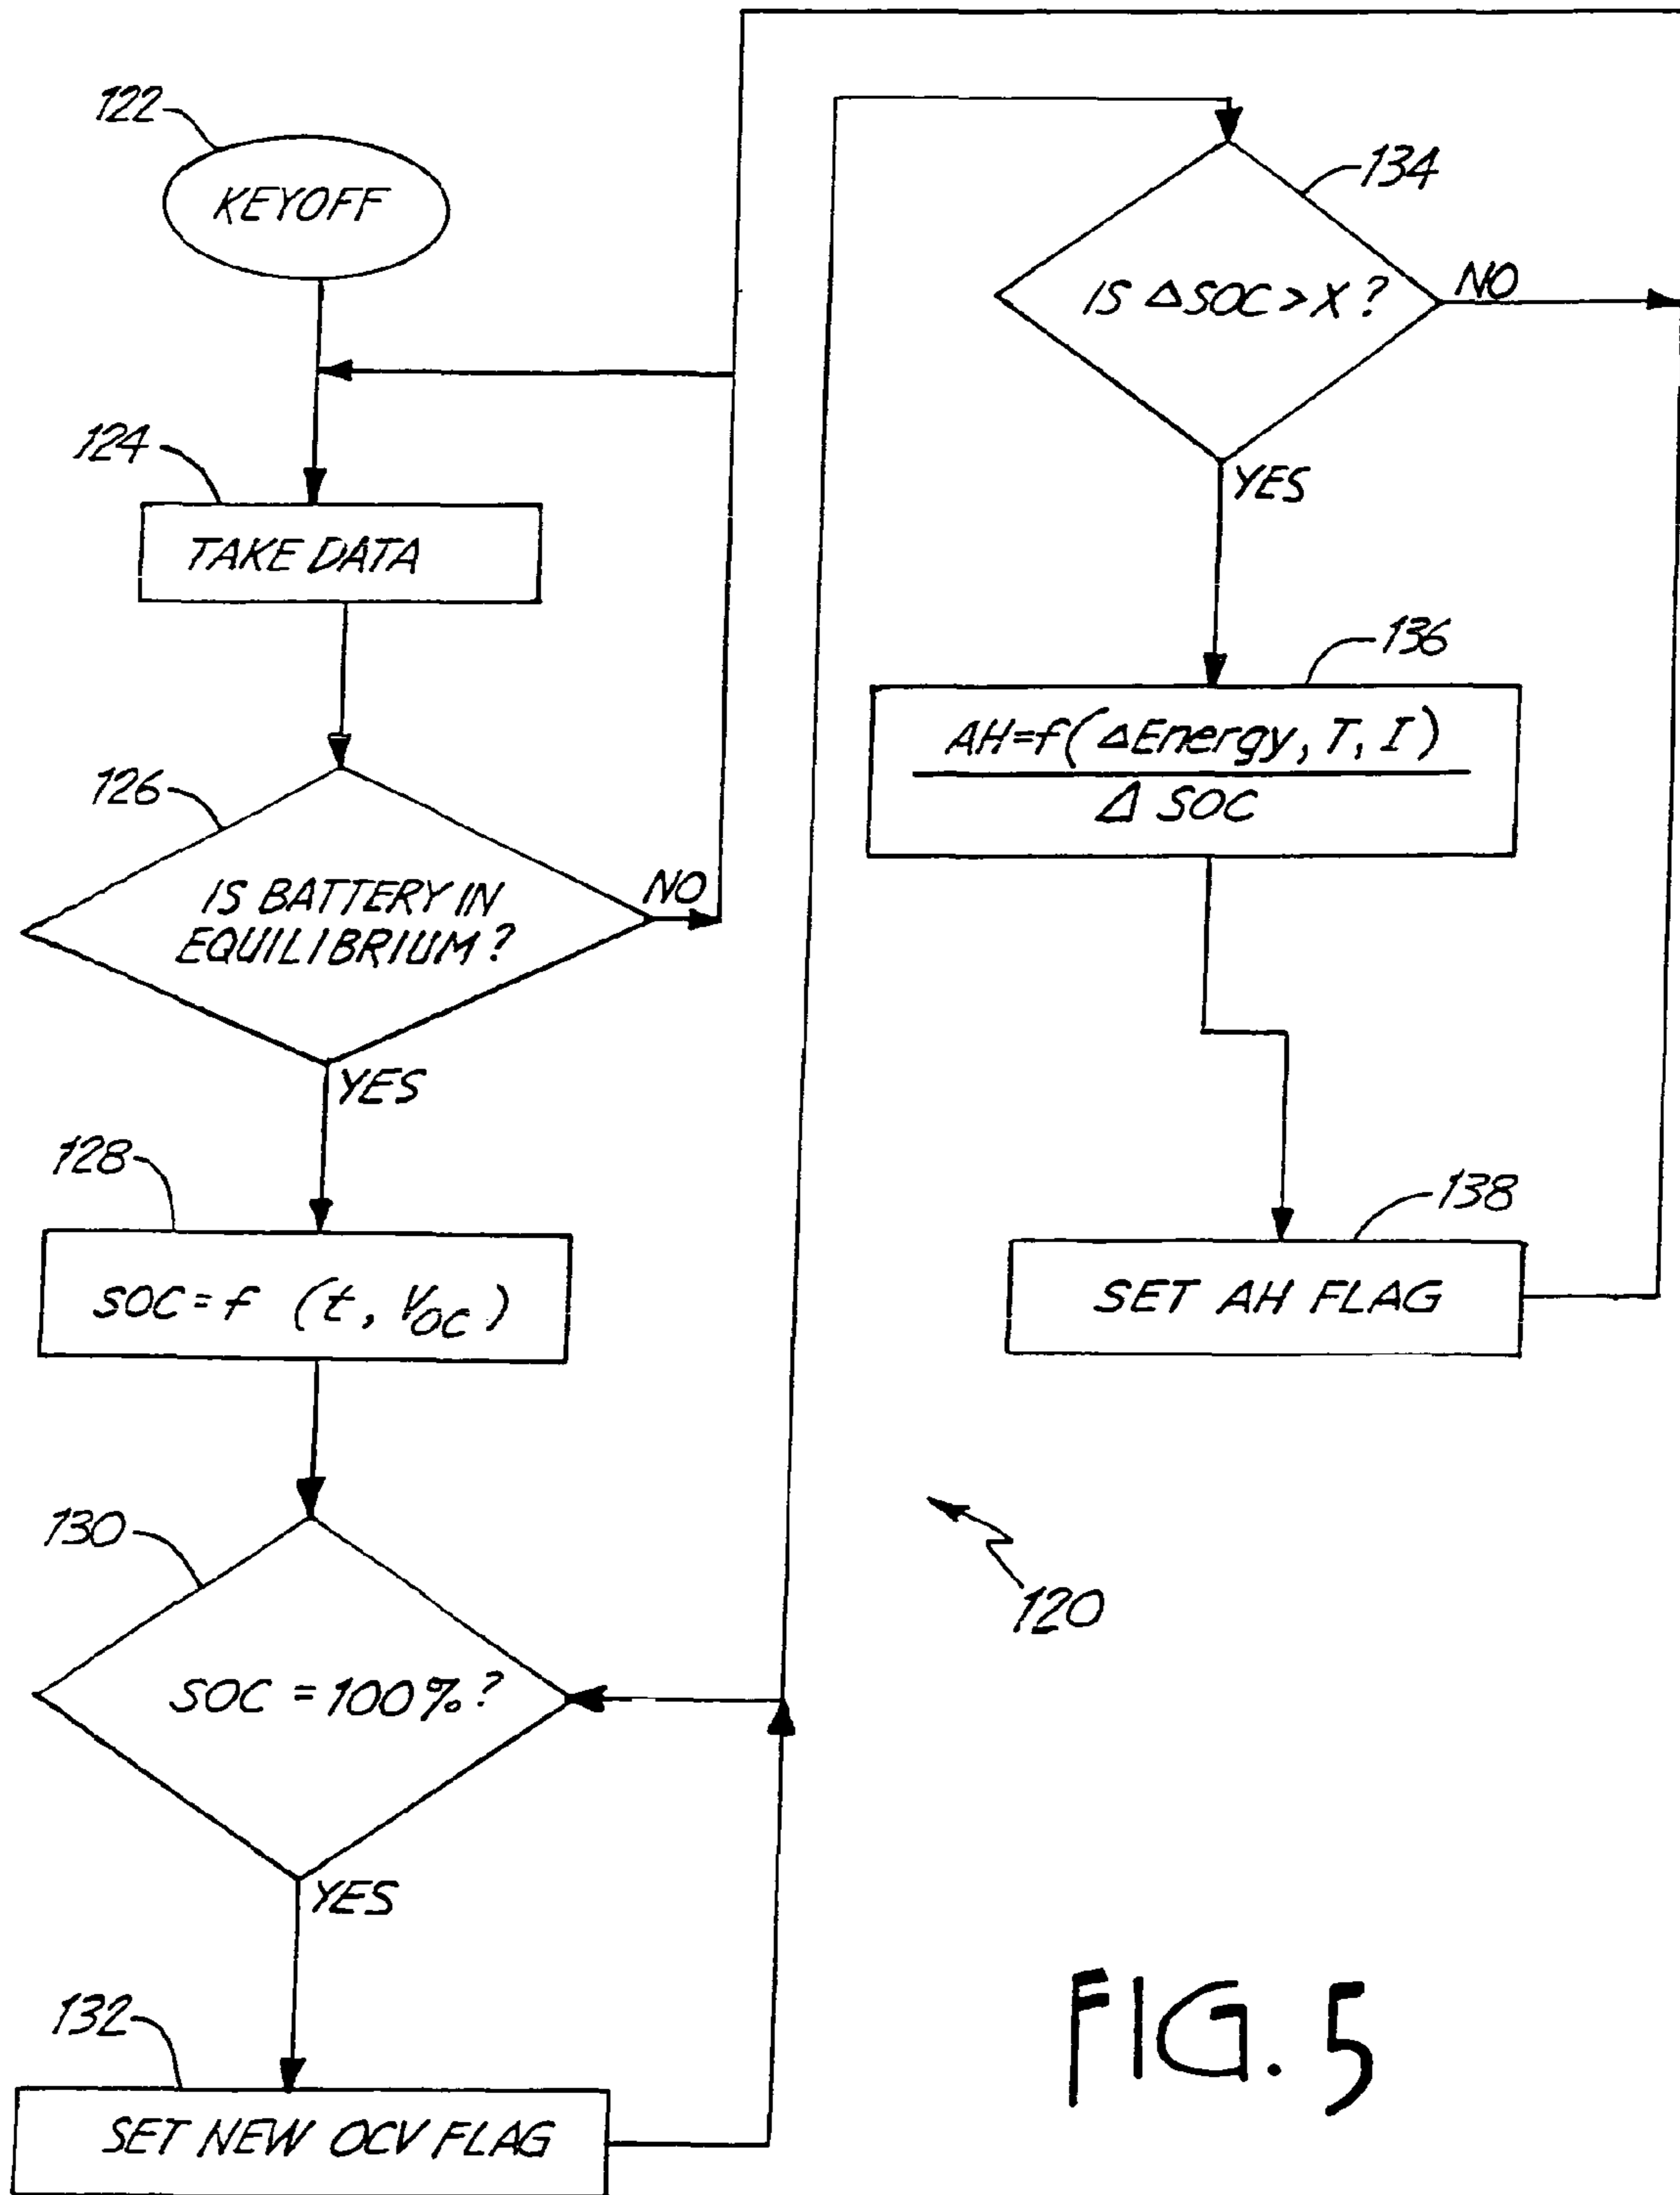 122
KEYOFF
124
TAKE DATA
126
IS BATTERY IN
EQUILIBRIUM?
NO
YES
128
SOC = f (t, VOC)
130
SOC = 100%?
YES
132
SET NEW OCV FLAG
134
IS Δ SOC > X?
NO
YES
136
AH=f(ΔEnergy, T, I)
Δ SOC
138
SET AH FLAG
120
FIG. 5